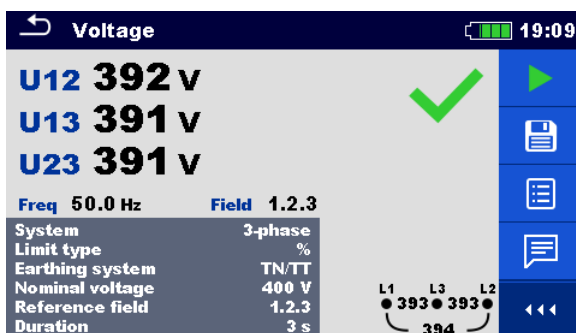 Voltage 19:09
U12 392 V
U13 391 V
U23 391 V
Freq 50.0 Hz Field 1.2.3
System 3-phase
Limit type %
Earthing system TN/TT
Nominal voltage 400 V
Reference field 1.2.3
Duration 3 s
L1 L3 L2
393 393
394